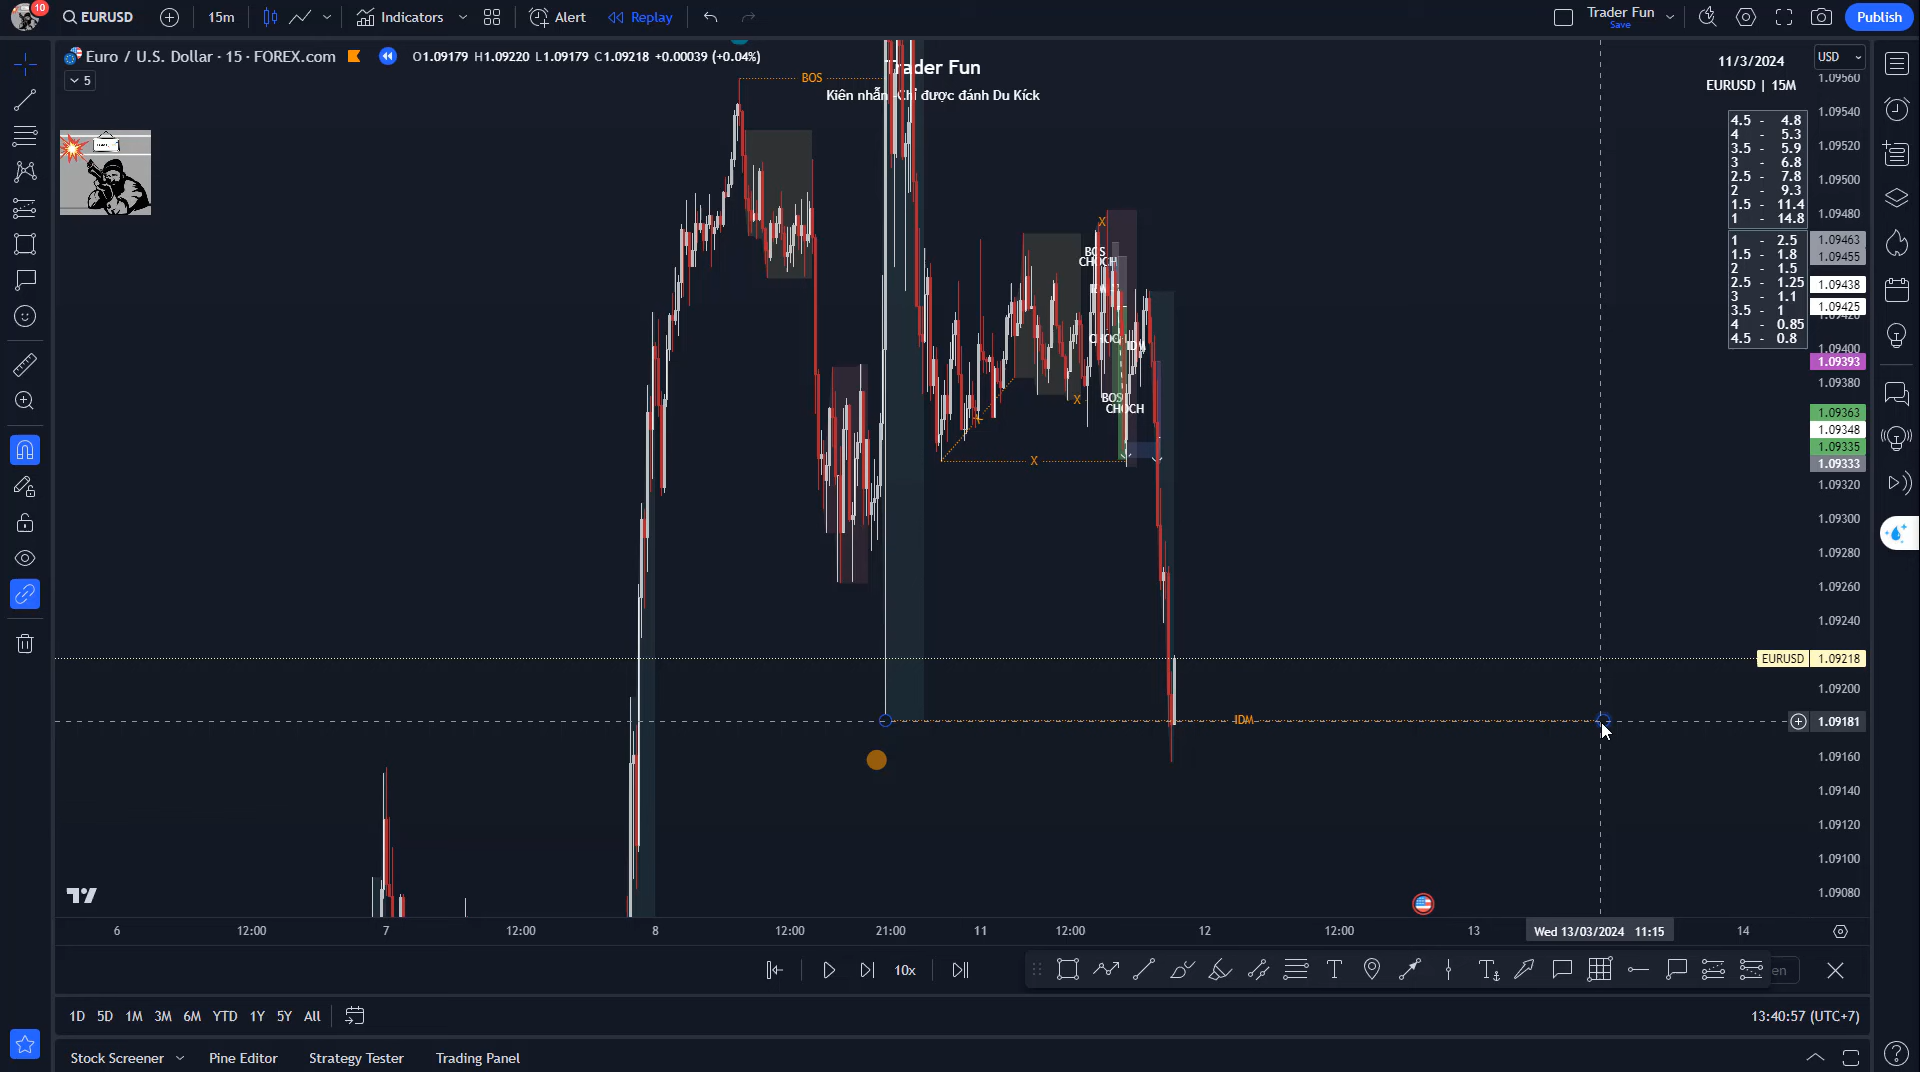 10
EURUSD
15m
Indicators
Alert
Replay
Trader Fun
Save
Publish
Euro / U.S. Dollar · 15 · FOREX.com
O1.09179 H1.09220 L1.09179 C1.09218 +0.00039 (+0.04%)
5
Trader Fun
Kiên nhẫn -Chỉ được đánh Du Kích
11/3/2024
EURUSD | 15M
USD
4.5 - 4.8
4 - 5.3
3.5 - 5.9
3 - 6.8
2.5 - 7.8
2 - 9.3
1.5 - 11.4
1 - 14.8
1 - 2.5
1.5 - 1.8
2 - 1.5
2.5 - 1.25
3 - 1.1
3.5 - 1
4 - 0.85
4.5 - 0.8
1.09560
1.09540
1.09520
1.09500
1.09480
1.09463
1.09455
1.09438
1.09425
1.09420
1.09400
1.09393
1.09380
1.09363
1.09348
1.09335
1.09333
1.09320
1.09300
1.09280
1.09260
1.09240
EURUSD 1.09218
1.09200
1.09181
1.09160
1.09140
1.09120
1.09100
1.09080
BOS
X
BOS
CHOCH
IDM
X
BOS
CHOCH
X
IDM
6 12:00 7 12:00 8 12:00 21:00 11 12:00 12 12:00 13 Wed 13/03/2024 11:15 14
10x
1D 5D 1M 3M 6M YTD 1Y 5Y All
13:40:57 (UTC+7)
Stock Screener
Pine Editor
Strategy Tester
Trading Panel